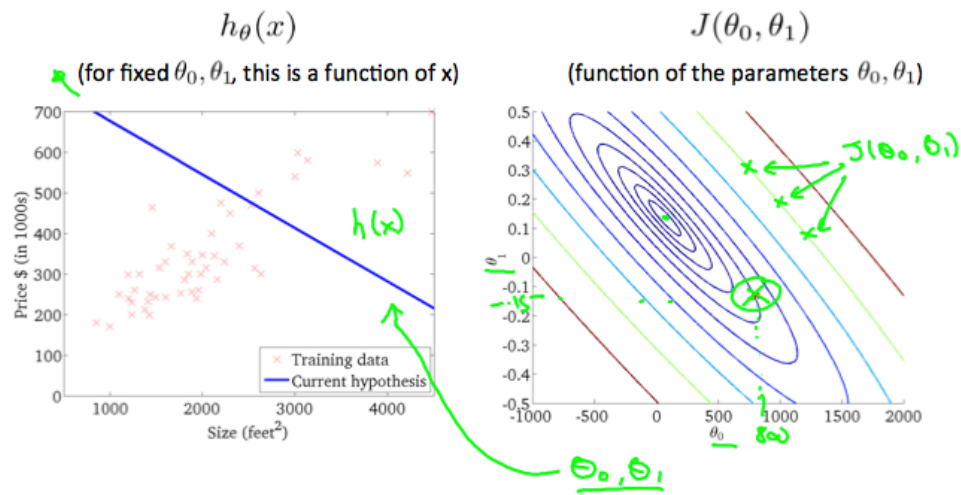 hθ(x)
(for fixed θ0, θ1, this is a function of x)
700
600
500
400
300
200
100
0
Price $ (in 1000s)
1000
2000
3000
4000
Size (feet²)
Training data
Current hypothesis
h(x)
θ0, θ1
J(θ0, θ1)
(function of the parameters θ0, θ1)
0.5
0.4
0.3
0.2
0.1
0
-0.1
-0.2
-0.3
-0.4
-0.5
θ1
-.15
-1000
-500
0
500
1000
1500
2000
θ0
800
J(θ0, θ1)